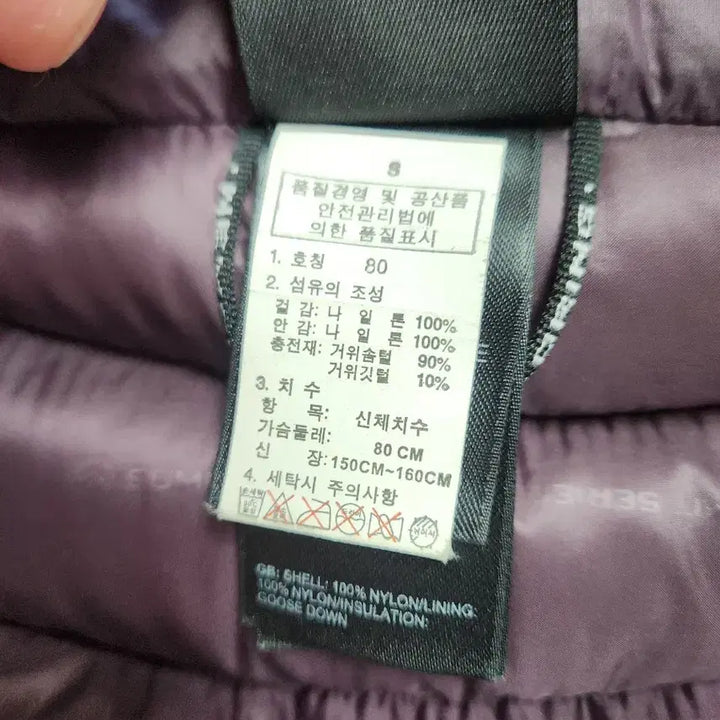 S
품질경영 및 공산품
안전관리법에
의한 품질표시
1. 호칭 80
2. 섬유의 조성
겉 감: 나 일 론 100%
안 감: 나 일 론 100%
충전재: 거위솜털 90%
거위깃털 10%
3. 치 수
항 목: 신체치수
가슴둘레: 80 CM
신 장: 150CM~160CM
4. 세탁시 주의사항
GB: SHELL: 100% NYLON/LINING:
100% NYLON/INSULATION:
GOOSE DOWN
SERIE